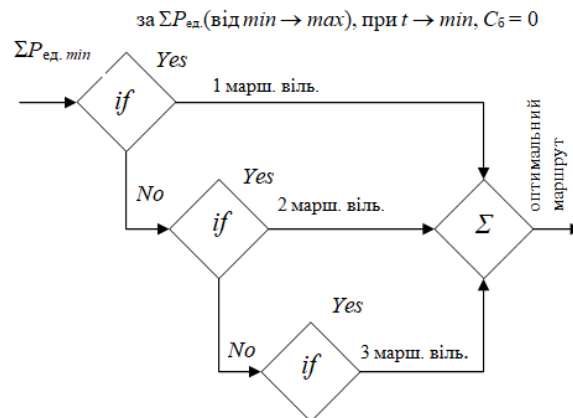 за ΣPед.(від min → max), при t → min, Cб = 0
ΣPед. min
Yes
if
1 марш. віль.
No
Yes
if
2 марш. віль.
Σ
оптимальний
маршрут
No
Yes
if
3 марш. віль.